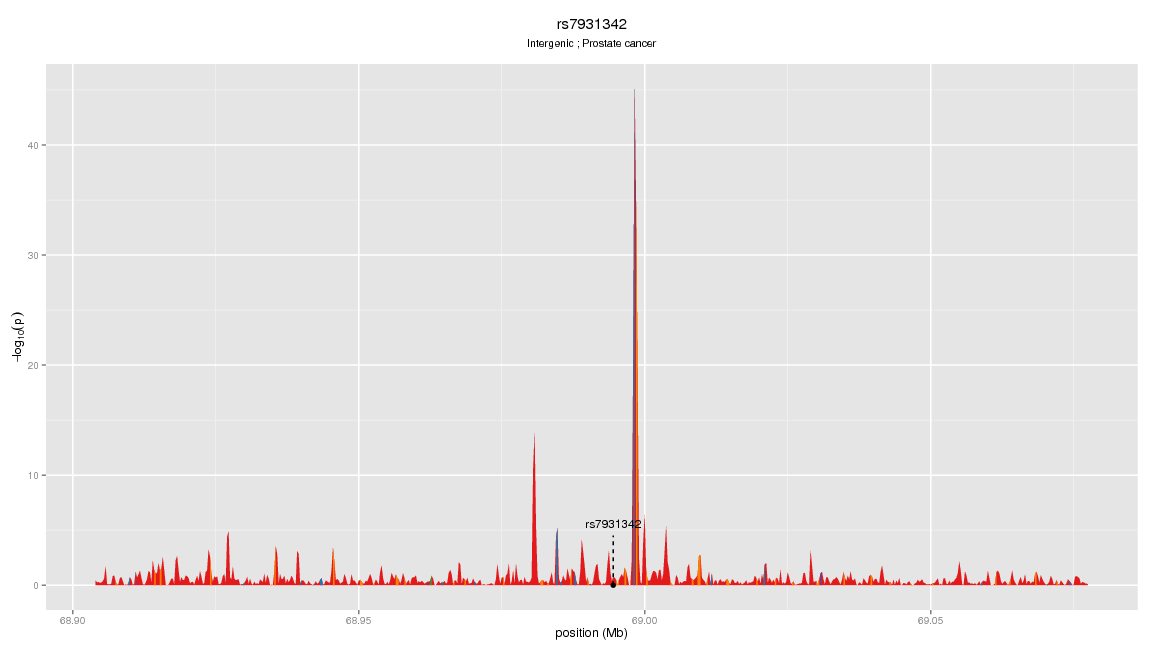 rs7931342
Intergenic ; Prostate cancer
40
30
20
10
0
−log10(p)
rs7931342
68.90 68.95 69.00 69.05
position (Mb)